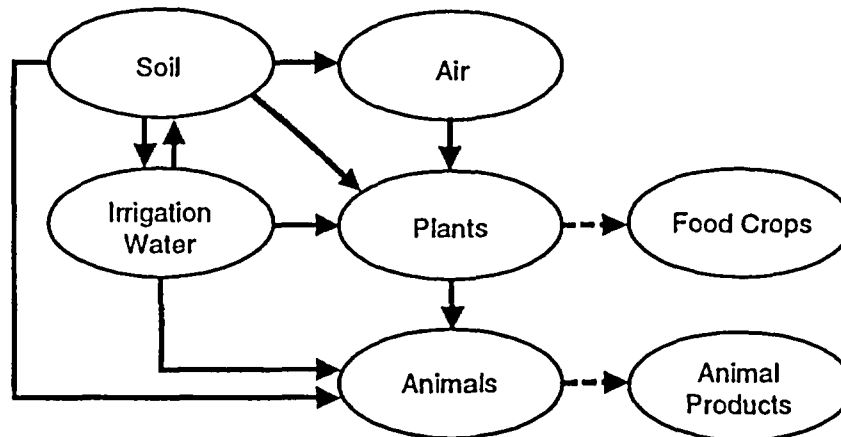 Soil
Air
Irrigation
Water
Plants
Food Crops
Animals
Animal
Products